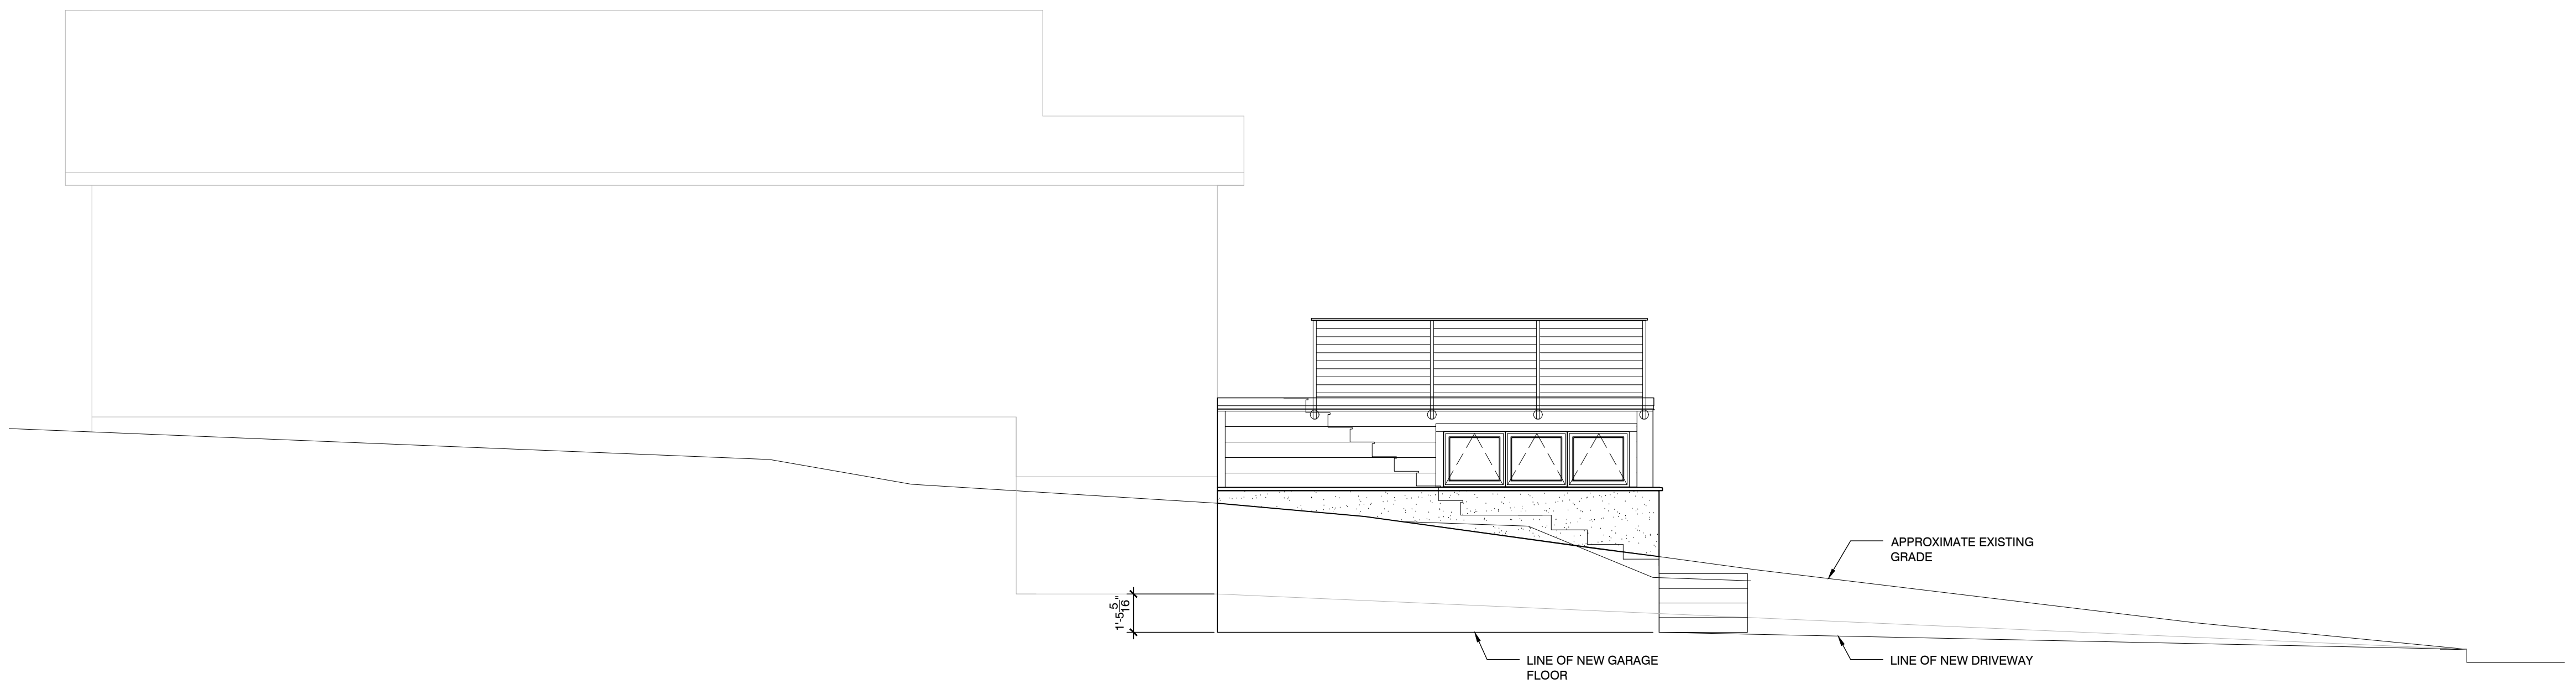 APPROXIMATE EXISTING
GRADE
1'-5 5/16"
LINE OF NEW GARAGE
FLOOR
LINE OF NEW DRIVEWAY